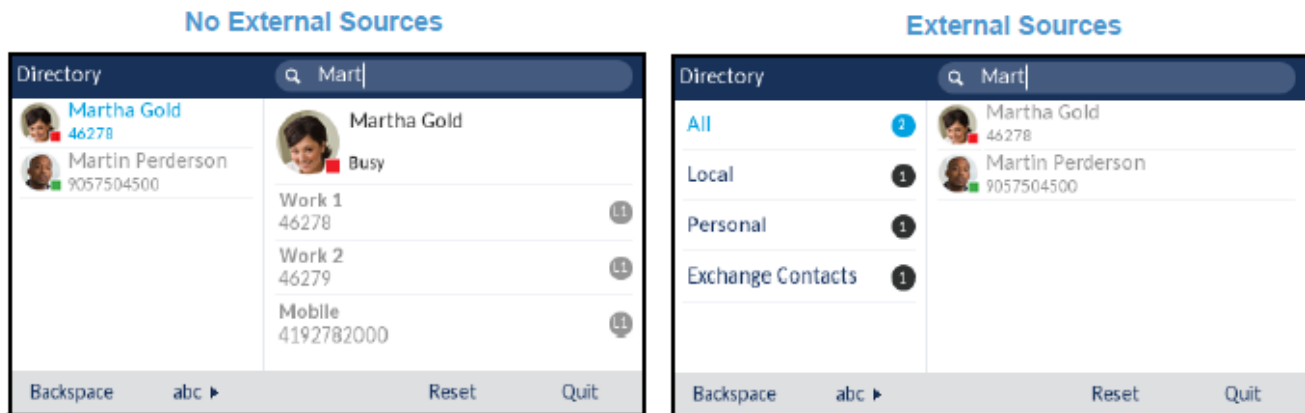 No External Sources
Directory
Mart
Martha Gold
46278
Martin Perderson
9057504500
Martha Gold
Busy
Work 1
46278
L1
Work 2
46279
L1
Mobile
4192782000
L1
Backspace
abc
Reset
Quit
External Sources
Directory
Mart
All
2
Local
1
Personal
1
Exchange Contacts
1
Martha Gold
46278
Martin Perderson
9057504500
Backspace
abc
Reset
Quit